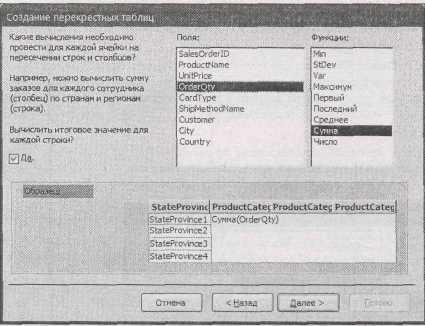 Создание перекрестных таблиц
Какие вычисления необходимо
провести для каждой ячейки на
пересечении строк и столбцов?
Например, можно вычислить сумму
заказов для каждого сотрудника
(столбец) по странам и регионам
(строка).
Вычислить итоговое значение для
каждой строки?
Да.
Поля:
SalesOrderID
ProductName
UnitPrice
OrderQty
CardType
ShipMethodName
Customer
City
Country
Функции:
Min
StDev
Var
Максимум
Первый
Последний
Среднее
Сумма
Число
Образец
StateProvinc ProductCateg ProductCateg ProductCateg
StateProvince1 Сумма(OrderQty)
StateProvince2
StateProvince3
StateProvince4
Отмена
< Назад
Далее >
Готово